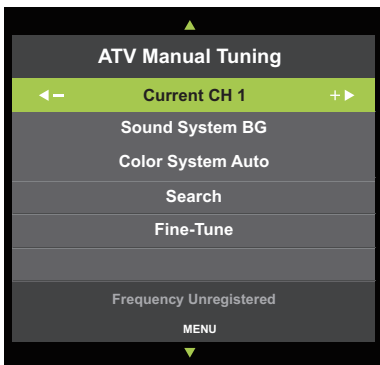 ATV Manual Tuning
Current CH 1
Sound System BG
Color System Auto
Search
Fine-Tune
Frequency Unregistered
MENU